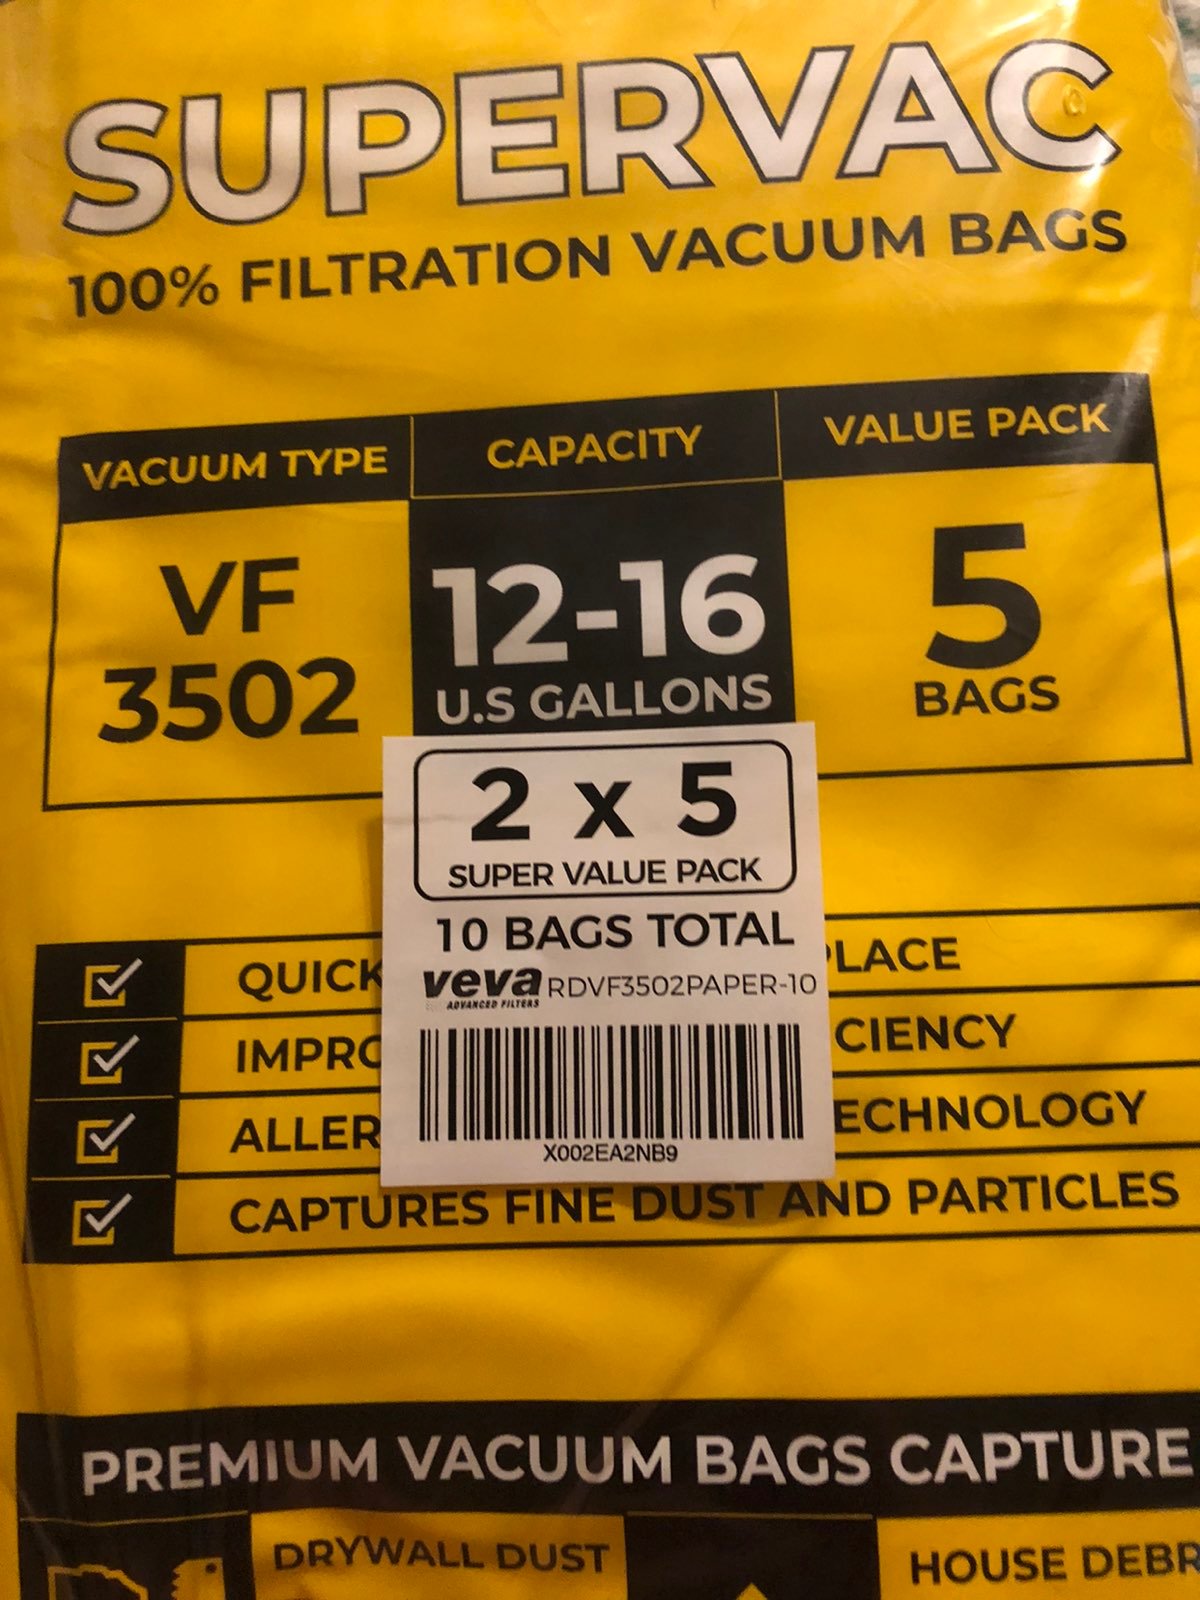 SUPERVAC
100% FILTRATION VACUUM BAGS
VACUUM TYPE
VF
3502
CAPACITY
12-16
U.S GALLONS
VALUE PACK
5
BAGS
2 x 5
SUPER VALUE PACK
10 BAGS TOTAL
veva RDVF3502PAPER-10
ADVANCED FILTERS
X002EA2NB9
QUICK
PLACE
IMPRO
CIENCY
ALLER
ECHNOLOGY
CAPTURES FINE DUST AND PARTICLES
PREMIUM VACUUM BAGS CAPTURE
DRYWALL DUST
HOUSE DEBR